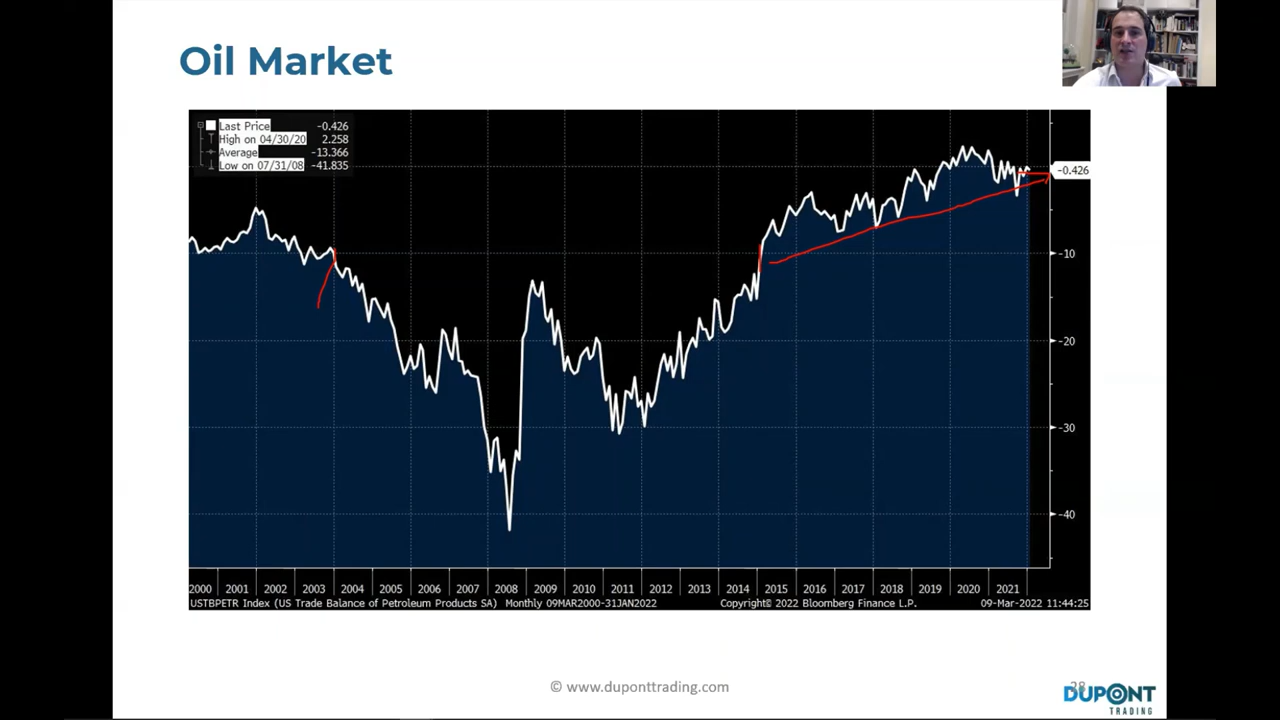 Oil Market
Last Price -0.426
High on 04/30/20 2.258
Average -13.366
Low on 07/31/08 -41.835
-0.426
-10
-20
-30
-40
2000 2001 2002 2003 2004 2005 2006 2007 2008 2009 2010 2011 2012 2013 2014 2015 2016 2017 2018 2019 2020 2021
USTBPETR Index (US Trade Balance of Petroleum Products SA) Monthly 09MAR2000-31JAN2022 Copyright© 2022 Bloomberg Finance L.P. 09-Mar-2022 11:44:25
© www.duponttrading.com
28
DUPONT
TRADING